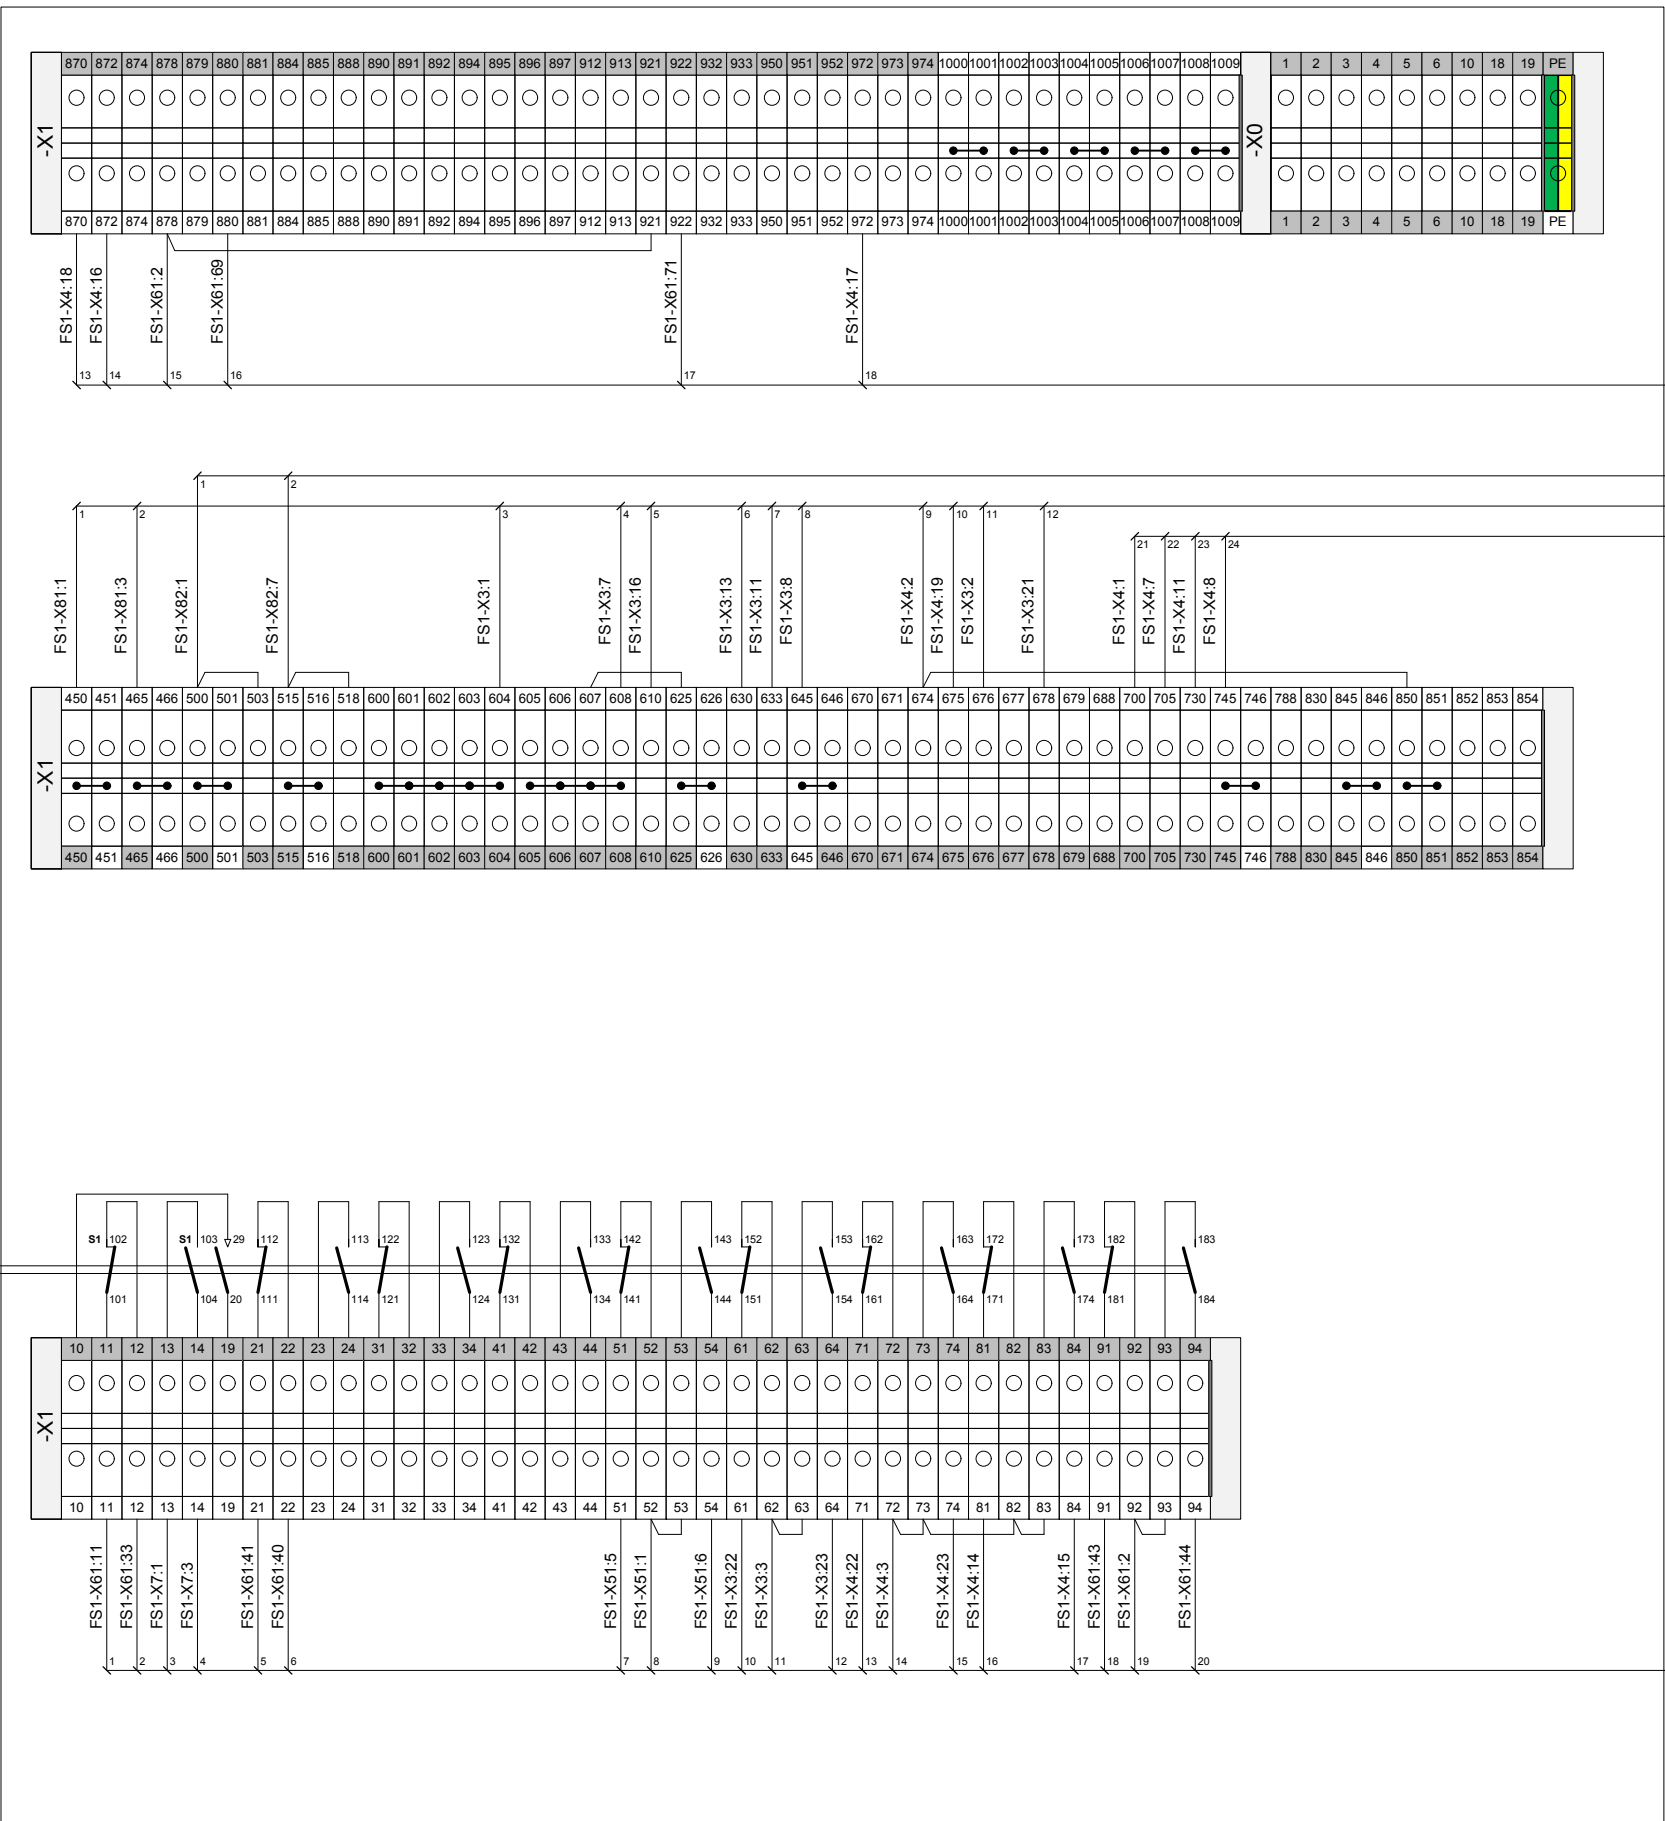 870 872 874 878 879 880 881 884 885 888 890 891 892 894 895 896 897 912 913 921 922 932 933 950 951 952 972 973 974 1000 1001 1002 1003 1004 1005 1006 1007 1008 1009 1 2 3 4 5 6 10 18 19 PE
-X1 -X0
870 872 874 878 879 880 881 884 885 888 890 891 892 894 895 896 897 912 913 921 922 932 933 950 951 952 972 973 974 1000 1001 1002 1003 1004 1005 1006 1007 1008 1009 1 2 3 4 5 6 10 18 19 PE
FS1-X4:18 FS1-X4:16 FS1-X61:2 FS1-X61:69 FS1-X61:71 FS1-X4:17
13 14 15 16 17 18
1 2
1 2 3 4 5 6 7 8 9 10 11 12
21 22 23 24
FS1-X81:1 FS1-X81:3 FS1-X82:1 FS1-X82:7 FS1-X3:1 FS1-X3:7 FS1-X3:16 FS1-X3:13 FS1-X3:11 FS1-X3:8 FS1-X4:2 FS1-X4:19 FS1-X3:2 FS1-X3:21 FS1-X4:1 FS1-X4:7 FS1-X4:11 FS1-X4:8
450 451 465 466 500 501 503 515 516 518 600 601 602 603 604 605 606 607 608 610 625 626 630 633 645 646 670 671 674 675 676 677 678 679 688 700 705 730 745 746 788 830 845 846 850 851 852 853 854
-X1
450 451 465 466 500 501 503 515 516 518 600 601 602 603 604 605 606 607 608 610 625 626 630 633 645 646 670 671 674 675 676 677 678 679 688 700 705 730 745 746 788 830 845 846 850 851 852 853 854
S1 102 S1 103 29 112 113 122 123 132 133 142 143 152 153 162 163 172 173 182 183
101 104 20 111 114 121 124 131 134 141 144 151 154 161 164 171 174 181 184
10 11 12 13 14 19 21 22 23 24 31 32 33 34 41 42 43 44 51 52 53 54 61 62 63 64 71 72 73 74 81 82 83 84 91 92 93 94
-X1
10 11 12 13 14 19 21 22 23 24 31 32 33 34 41 42 43 44 51 52 53 54 61 62 63 64 71 72 73 74 81 82 83 84 91 92 93 94
FS1-X61:11 FS1-X61:33 FS1-X7:1 FS1-X7:3 FS1-X61:41 FS1-X61:40 FS1-X51:5 FS1-X51:1 FS1-X51:6 FS1-X3:22 FS1-X3:3 FS1-X3:23 FS1-X4:22 FS1-X4:3 FS1-X4:23 FS1-X4:14 FS1-X4:15 FS1-X61:43 FS1-X61:2 FS1-X61:44
1 2 3 4 5 6 7 8 9 10 11 12 13 14 15 16 17 18 19 20